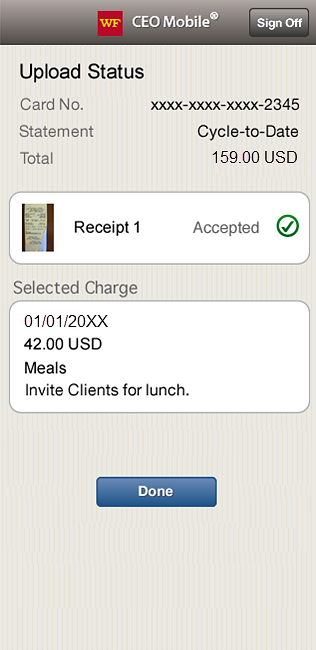 WF CEO Mobile® Sign Off
Upload Status
Card No. xxxx-xxxx-xxxx-2345
Statement Cycle-to-Date
Total 159.00 USD
Receipt 1 Accepted
Selected Charge
01/01/20XX
42.00 USD
Meals
Invite Clients for lunch.
Done